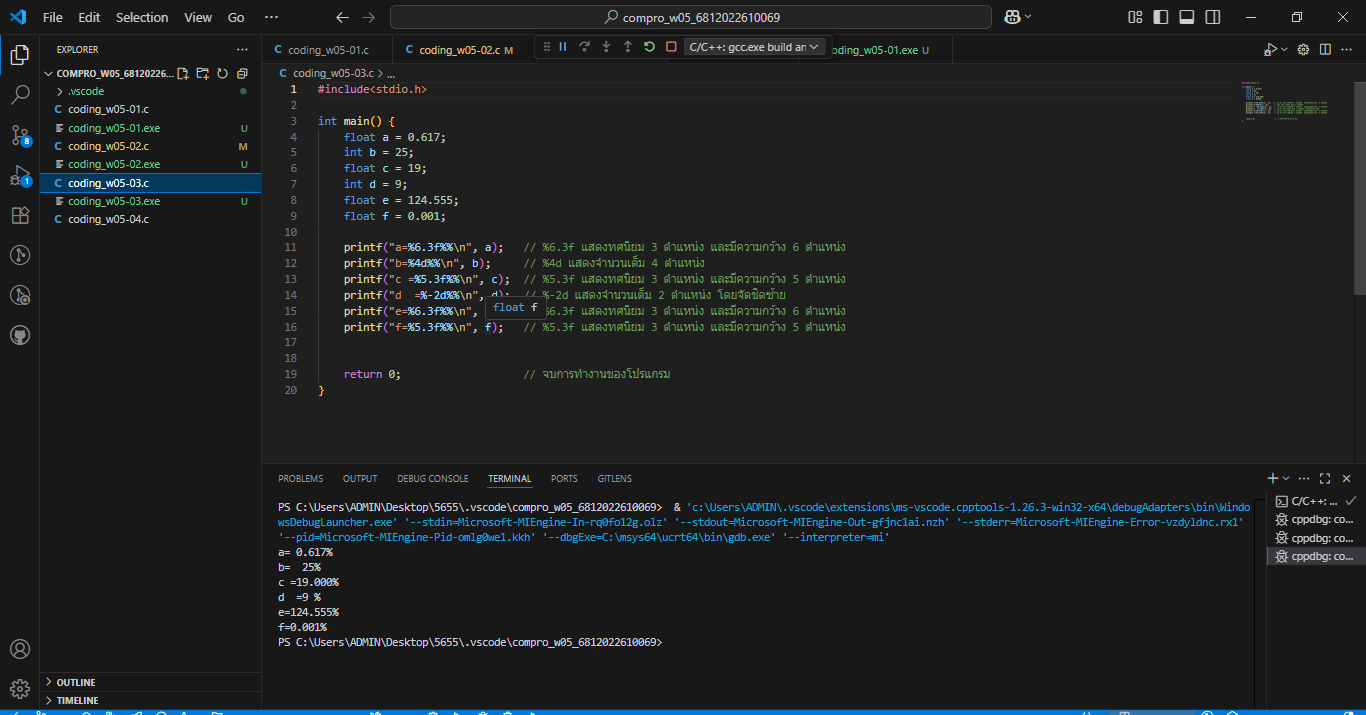 File Edit Selection View Go ··· compro_w05_6812022610069
EXPLORER
COMPRO_W05_68120226...
.vscode
coding_w05-01.c
coding_w05-01.exe U
coding_w05-02.c M
coding_w05-02.exe U
coding_w05-03.c
coding_w05-03.exe U
coding_w05-04.c
OUTLINE
TIMELINE
8
1
coding_w05-01.c coding_w05-02.c M C/C++: gcc.exe build ar oding_w05-01.exe U
coding_w05-03.c > ...
1 #include<stdio.h>
2
3 int main() {
4 float a = 0.617;
5 int b = 25;
6 float c = 19;
7 int d = 9;
8 float e = 124.555;
9 float f = 0.001;
10
11 printf("a=%6.3f%%\n", a); // %6.3f แสดงทศนิยม 3 ตำแหน่ง และมีความกว้าง 6 ตำแหน่ง
12 printf("b=%4d%%\n", b); // %4d แสดงจำนวนเต็ม 4 ตำแหน่ง
13 printf("c =%5.3f%%\n", c); // %5.3f แสดงทศนิยม 3 ตำแหน่ง และมีความกว้าง 5 ตำแหน่ง
14 printf("d  =%-2d%%\n", d); // %-2d แสดงจำนวนเต็ม 2 ตำแหน่ง โดยจัดชิดซ้าย
15 printf("e=%6.3f%%\n", %6.3f แสดงทศนิยม 3 ตำแหน่ง และมีความกว้าง 6 ตำแหน่ง
float f
16 printf("f=%5.3f%%\n", f); // %5.3f แสดงทศนิยม 3 ตำแหน่ง และมีความกว้าง 5 ตำแหน่ง
17
18
19 return 0; // จบการทำงานของโปรแกรม
20 }
PROBLEMS OUTPUT DEBUG CONSOLE TERMINAL PORTS GITLENS
PS C:\Users\ADMIN\Desktop\5655\.vscode\compro_w05_6812022610069> & 'c:\Users\ADMIN\.vscode\extensions\ms-vscode.cpptools-1.26.3-win32-x64\debugAdapters\bin\Windo
wsDebugLauncher.exe' '--stdin=Microsoft-MIEngine-In-rq0fo12g.olz' '--stdout=Microsoft-MIEngine-Out-gfjnc1ai.nzh' '--stderr=Microsoft-MIEngine-Error-vzdyldnc.rx1'
'--pid=Microsoft-MIEngine-Pid-omlg0we1.kkh' '--dbgExe=C:\msys64\ucrt64\bin\gdb.exe' '--interpreter=mi'
a= 0.617%
b=  25%
c =19.000%
d  =9 %
e=124.555%
f=0.001%
PS C:\Users\ADMIN\Desktop\5655\.vscode\compro_w05_6812022610069>
C/C++: ...
cppdbg: co...
cppdbg: co...
cppdbg: co...